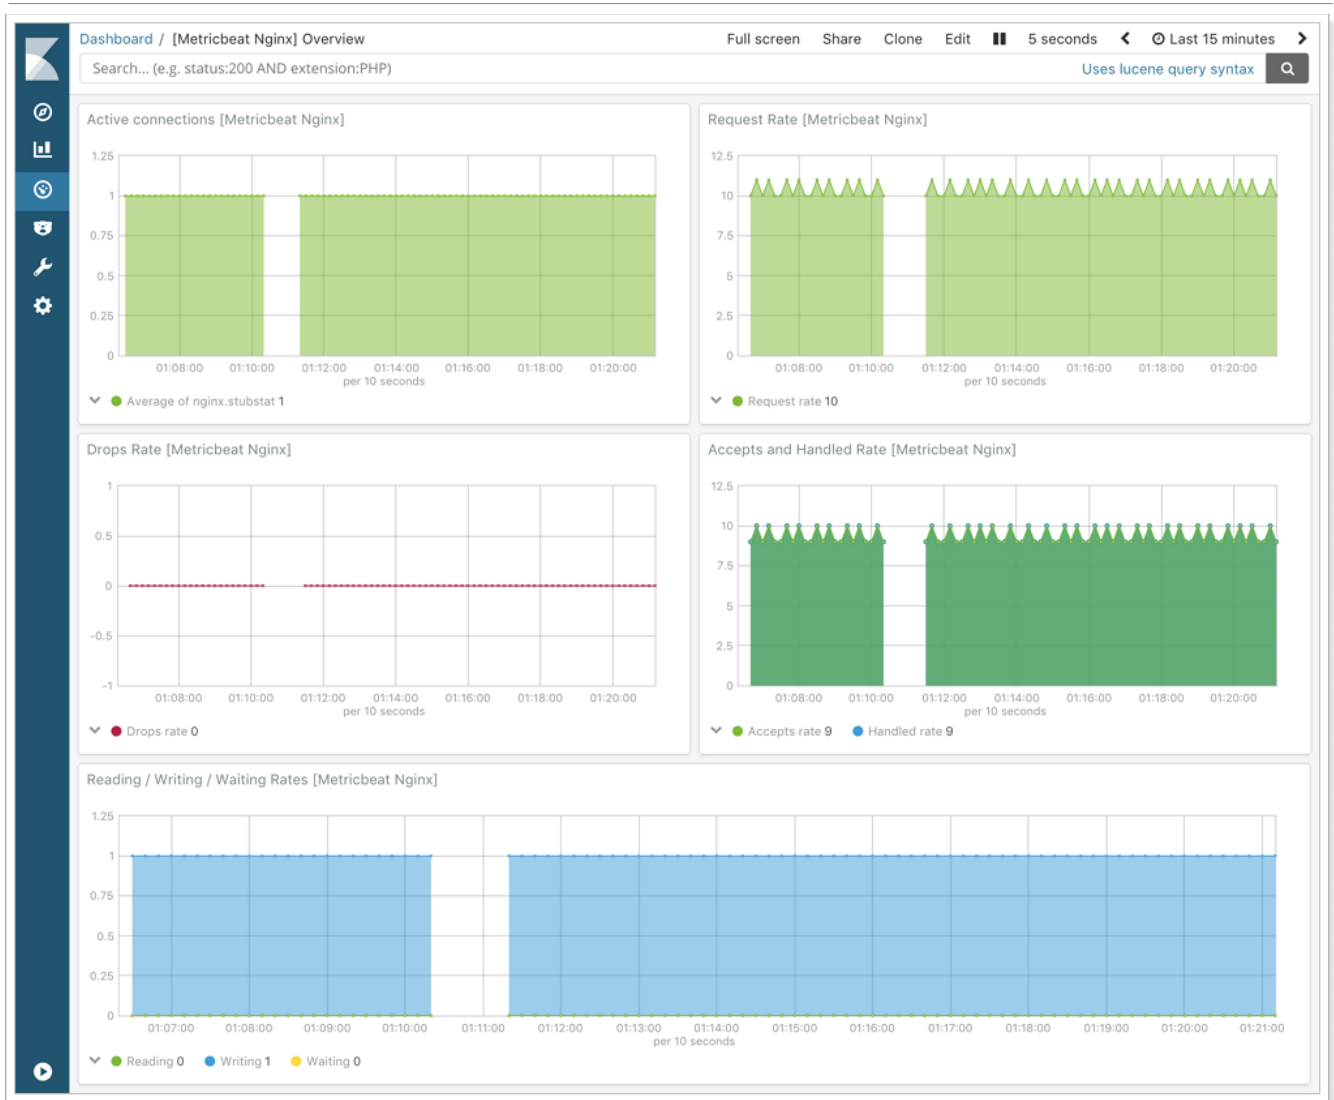 Dashboard / [Metricbeat Nginx] Overview Full screen Share Clone Edit 5 seconds Last 15 minutes
Search... (e.g. status:200 AND extension:PHP) Uses lucene query syntax
Active connections [Metricbeat Nginx]
1.25
1
0.75
0.5
0.25
0
01:08:00 01:10:00 01:12:00 01:14:00 01:16:00 01:18:00 01:20:00
per 10 seconds
Average of nginx.stubstat 1
Request Rate [Metricbeat Nginx]
12.5
10
7.5
5
2.5
0
01:08:00 01:10:00 01:12:00 01:14:00 01:16:00 01:18:00 01:20:00
per 10 seconds
Request rate 10
Drops Rate [Metricbeat Nginx]
1
0.5
0
-0.5
-1
01:08:00 01:10:00 01:12:00 01:14:00 01:16:00 01:18:00 01:20:00
per 10 seconds
Drops rate 0
Accepts and Handled Rate [Metricbeat Nginx]
12.5
10
7.5
5
2.5
0
01:08:00 01:10:00 01:12:00 01:14:00 01:16:00 01:18:00 01:20:00
per 10 seconds
Accepts rate 9 Handled rate 9
Reading / Writing / Waiting Rates [Metricbeat Nginx]
1.25
1
0.75
0.5
0.25
0
01:07:00 01:08:00 01:09:00 01:10:00 01:11:00 01:12:00 01:13:00 01:14:00 01:15:00 01:16:00 01:17:00 01:18:00 01:19:00 01:20:00 01:21:00
per 10 seconds
Reading 0 Writing 1 Waiting 0